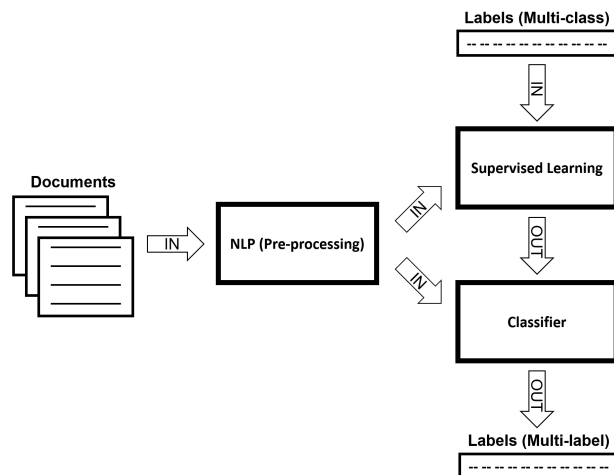 Labels (Multi-class)
-- -- -- -- -- -- -- -- -- --
IN
Supervised Learning
Documents
IN
NLP (Pre-processing)
IN
OUT
IN
Classifier
OUT
Labels (Multi-label)
-- -- -- -- -- -- -- -- -- --